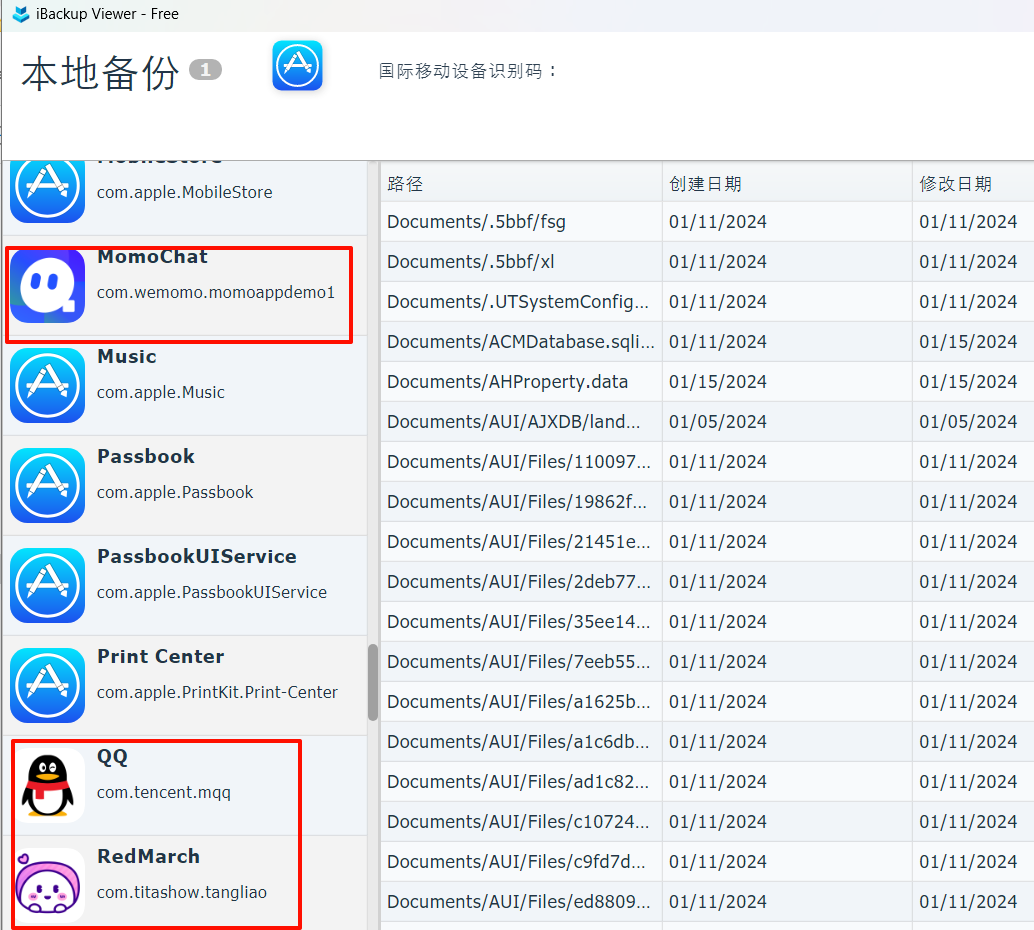 iBackup Viewer - Free
本地备份 1
国际移动设备识别码：
MobileStore
com.apple.MobileStore
MomoChat
com.wemomo.momoappdemo1
Music
com.apple.Music
Passbook
com.apple.Passbook
PassbookUIService
com.apple.PassbookUIService
Print Center
com.apple.PrintKit.Print-Center
QQ
com.tencent.mqq
RedMarch
com.titashow.tangliao
路径 创建日期 修改日期
Documents/.5bbf/fsg 01/11/2024 01/11/2024
Documents/.5bbf/xl 01/11/2024 01/11/2024
Documents/.UTSystemConfig... 01/11/2024 01/11/2024
Documents/ACMDatabase.sqli... 01/11/2024 01/15/2024
Documents/AHProperty.data 01/15/2024 01/15/2024
Documents/AUI/AJXDB/land... 01/05/2024 01/05/2024
Documents/AUI/Files/110097... 01/11/2024 01/11/2024
Documents/AUI/Files/19862f... 01/11/2024 01/11/2024
Documents/AUI/Files/21451e... 01/11/2024 01/11/2024
Documents/AUI/Files/2deb77... 01/11/2024 01/11/2024
Documents/AUI/Files/35ee14... 01/11/2024 01/11/2024
Documents/AUI/Files/7eeb55... 01/11/2024 01/11/2024
Documents/AUI/Files/a1625b... 01/11/2024 01/11/2024
Documents/AUI/Files/a1c6db... 01/11/2024 01/11/2024
Documents/AUI/Files/ad1c82... 01/11/2024 01/11/2024
Documents/AUI/Files/c10724... 01/11/2024 01/11/2024
Documents/AUI/Files/c9fd7d... 01/11/2024 01/11/2024
Documents/AUI/Files/ed8809... 01/11/2024 01/11/2024